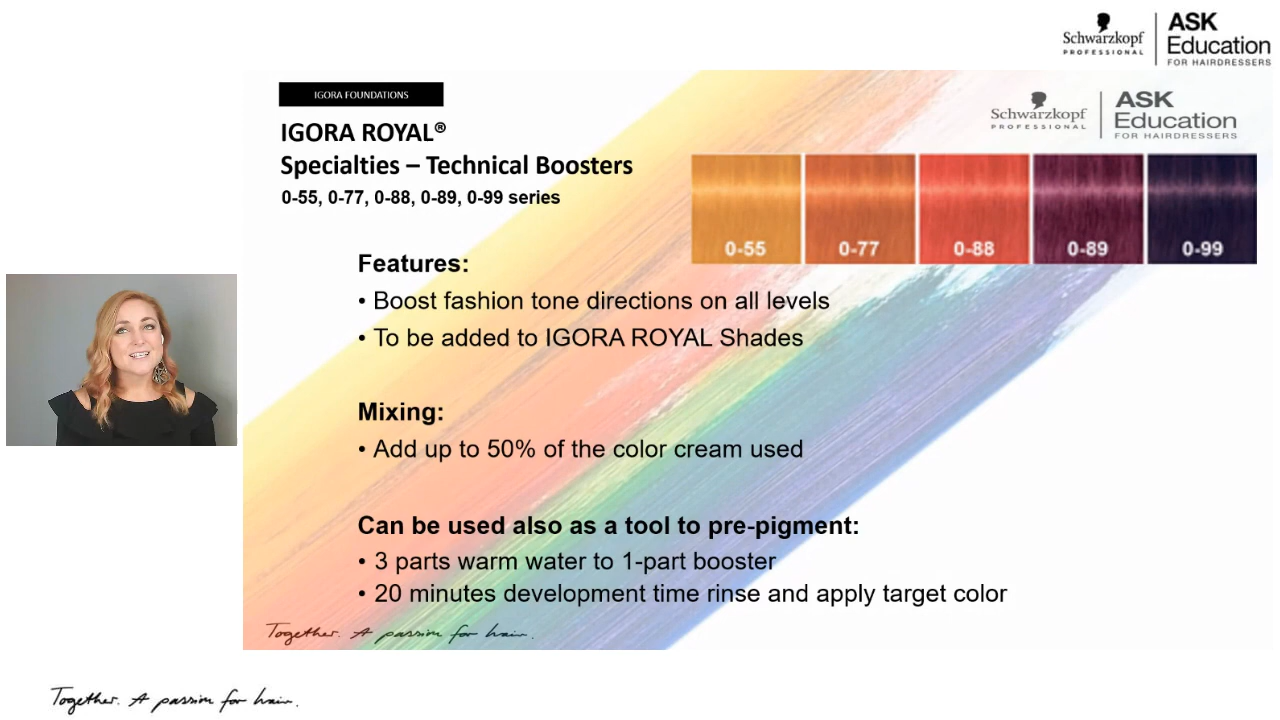 Schwarzkopf
PROFESSIONAL
ASK
Education
FOR HAIRDRESSERS
IGORA FOUNDATIONS
Schwarzkopf
PROFESSIONAL
ASK
Education
FOR HAIRDRESSERS
IGORA ROYAL®
Specialties – Technical Boosters
0-55, 0-77, 0-88, 0-89, 0-99 series
0-55 0-77 0-88 0-89 0-99
Features:
• Boost fashion tone directions on all levels
• To be added to IGORA ROYAL Shades
Mixing:
• Add up to 50% of the color cream used
Can be used also as a tool to pre-pigment:
• 3 parts warm water to 1-part booster
• 20 minutes development time rinse and apply target color
Together. A passion for hair.
Together. A passion for hair.